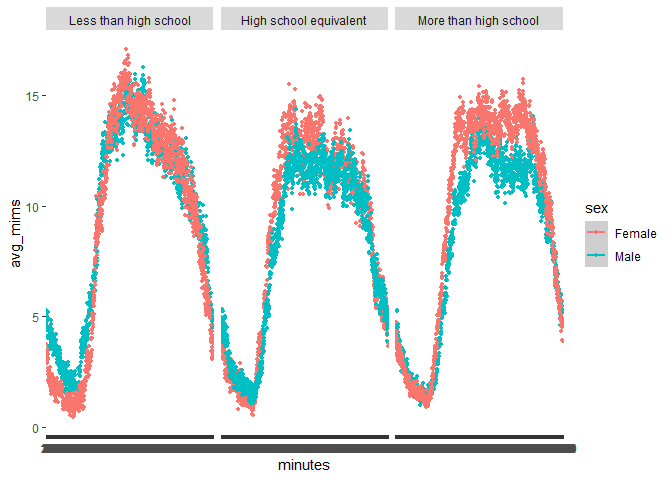 Less than high school
High school equivalent
More than high school
15
10
5
0
avg_mims
minutes
sex
Female
Male